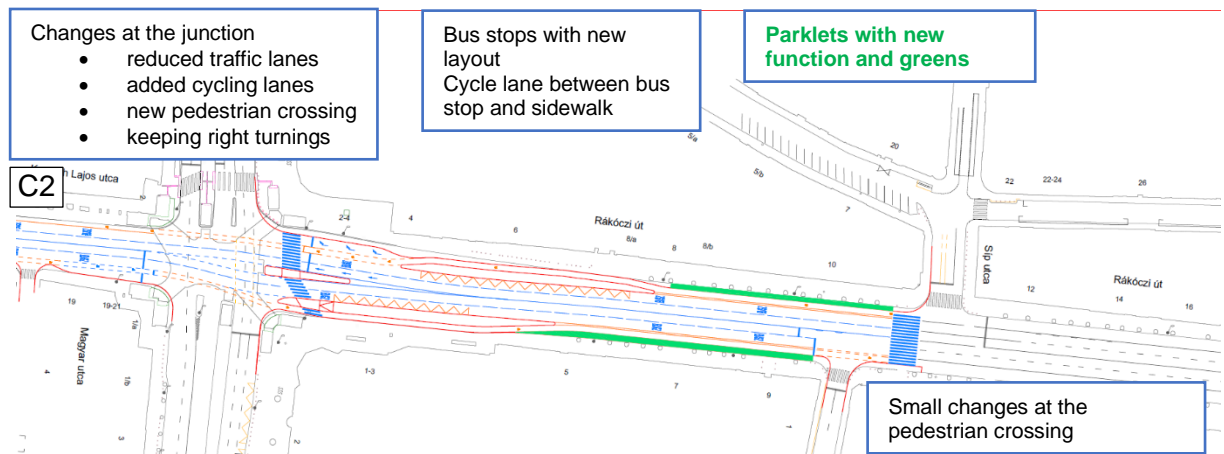 Changes at the junction
• reduced traffic lanes
• added cycling lanes
• new pedestrian crossing
• keeping right turnings
Bus stops with new
layout
Cycle lane between bus
stop and sidewalk
Parklets with new
function and greens
C2
Lajos utca
2-4
4
6
Rákóczi út
6/a
8
8/b
10
5/a
5/b
7
20
22
22-24
26
Síp utca
12
Rákóczi út
14
16
19
19-21
1/a
Magyar utca
1/b
4
3
2
1-3
5
7
9
1
Small changes at the
pedestrian crossing